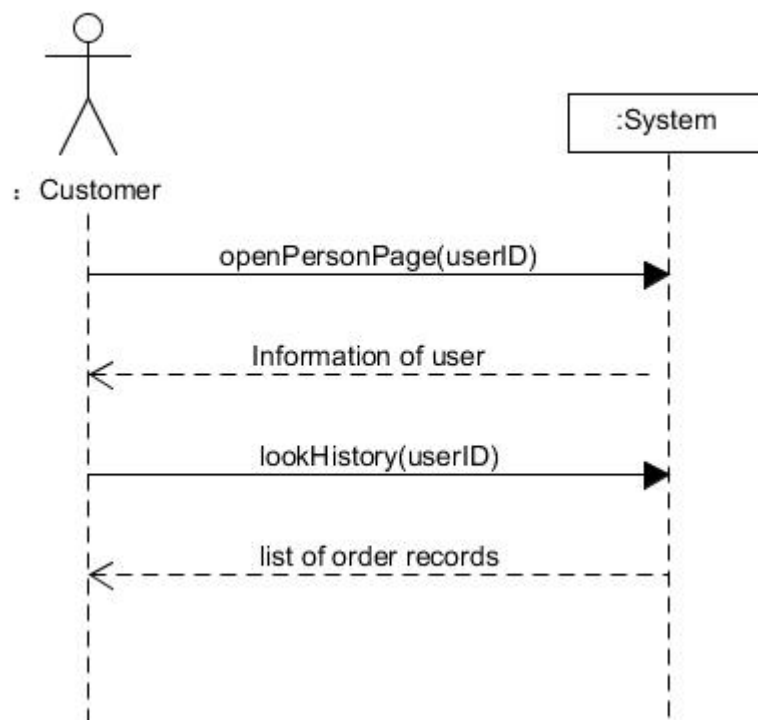 :System
： Customer
openPersonPage(userID)
Information of user
lookHistory(userID)
list of order records